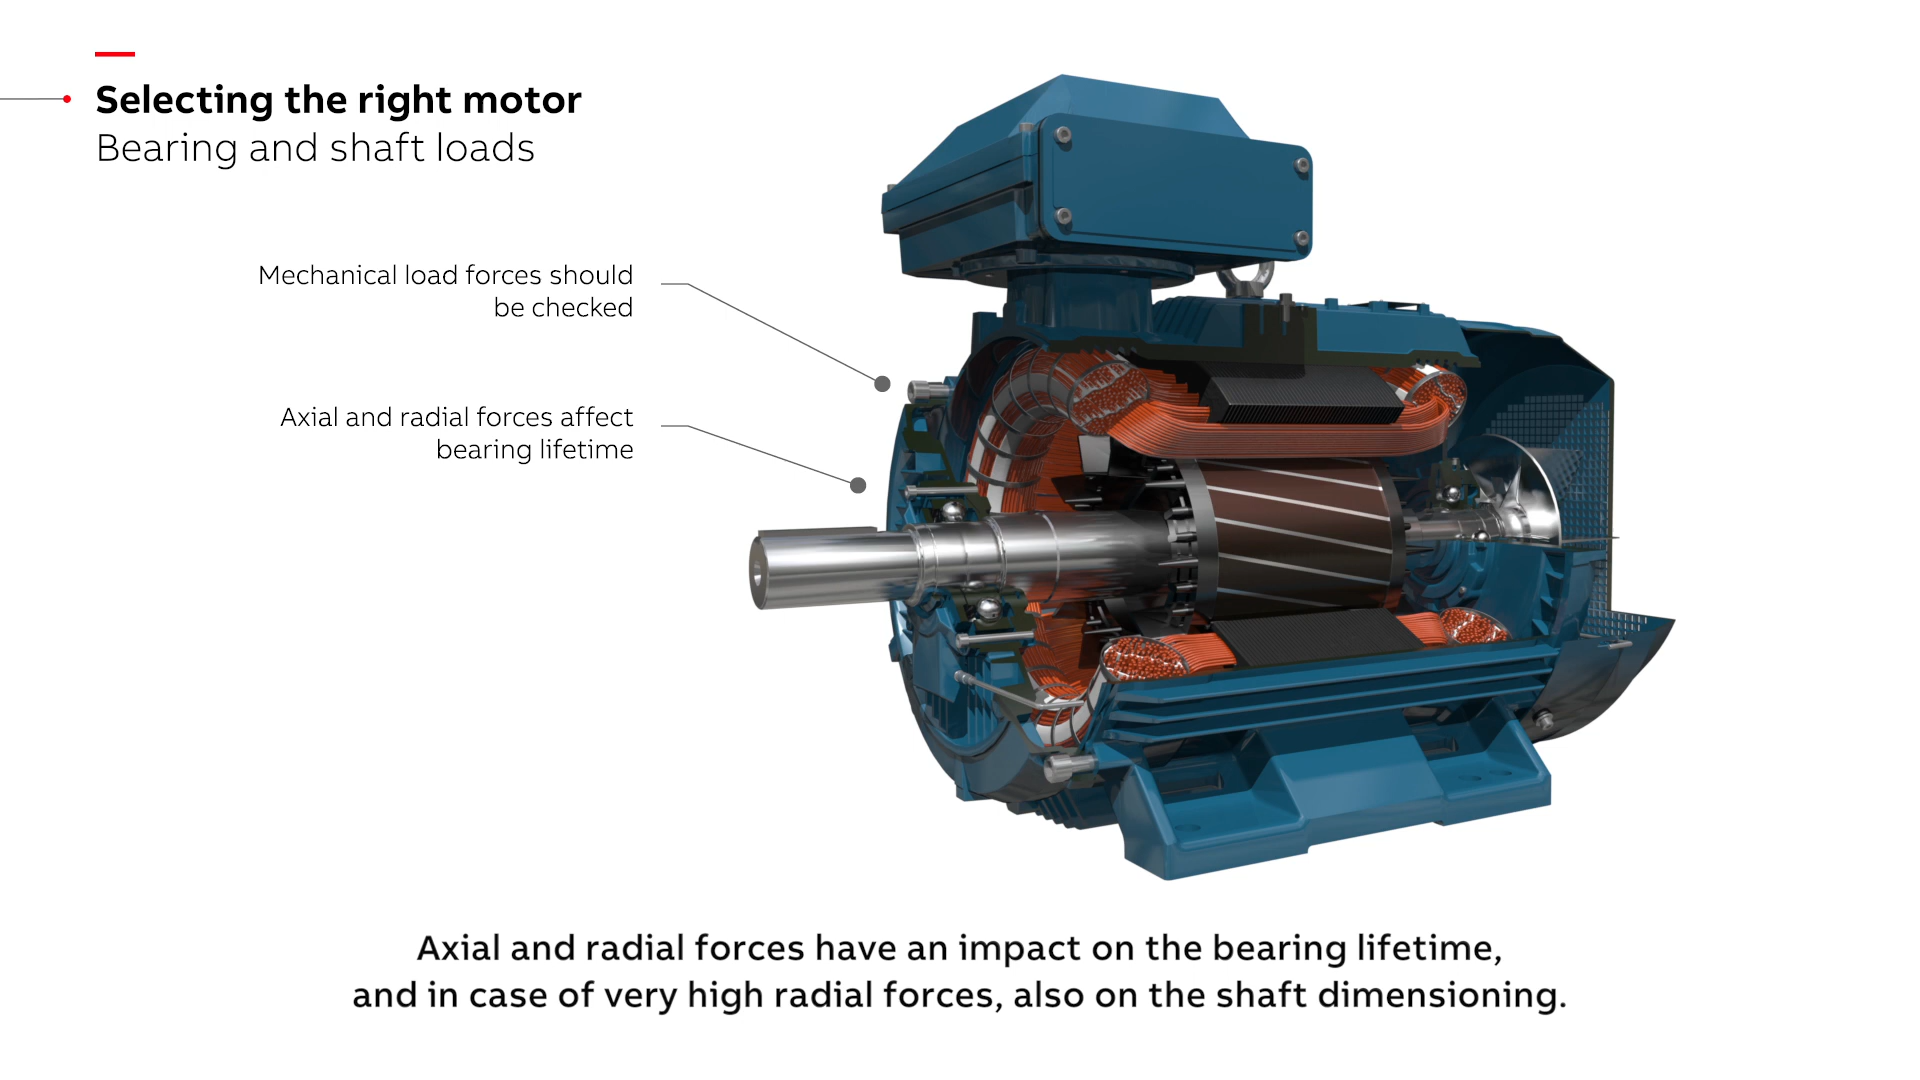 Selecting the right motor
Bearing and shaft loads
Mechanical load forces should
be checked
Axial and radial forces affect
bearing lifetime
Axial and radial forces have an impact on the bearing lifetime,
and in case of very high radial forces, also on the shaft dimensioning.